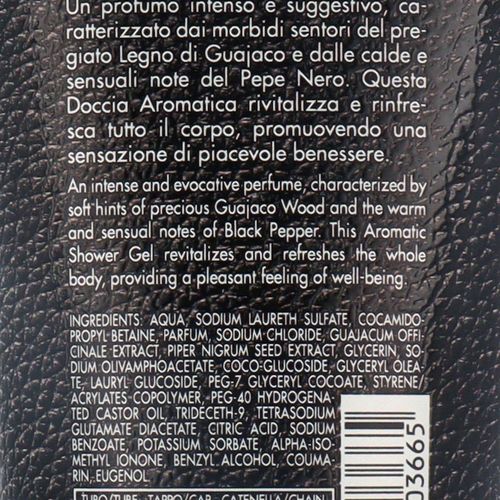 Un profumo intenso e suggestivo, ca-
ratterizzato dai morbidi sentori del pre-
giato Legno di Guajaco e dalle calde e
sensuali note del Pepe Nero. Questa
Doccia Aromatica rivitalizza e rinfre-
sca tutto il corpo, promuovendo una
sensazione di piacevole benessere.
An intense and evocative perfume, characterized by
soft hints of precious Guajaco Wood and the warm
and sensual notes of Black Pepper. This Aromatic
Shower Gel revitalizes and refreshes the whole
body, providing a pleasant feeling of well-being.
INGREDIENTS: AQUA, SODIUM LAURETH SULFATE, COCAMIDO-
PROPYL BETAINE, PARFUM, SODIUM CHLORIDE, GUAJACUM OFFI-
CINALE EXTRACT, PIPER NIGRUM SEED EXTRACT, GLYCERIN, SO
DIUM OLIVAMPHOACETATE, COCO-GLUCOSIDE, GLYCERYL OLEA-
TE, LAURYL GLUCOSIDE, PEG-7 GLYCERYL COCOATE, STYRENE/
ACRYLATES COPOLYMER, PEG-40 HYDROGENA-
TED CASTOR OIL, TRIDECETH-9, TETRASODIUM
GLUTAMATE DIACETATE, CITRIC ACID, SODIUM
BENZOATE, POTASSIUM SORBATE, ALPHA-ISO-
METHYL IONONE, BENZYL ALCOHOL, COUMA-
RIN, EUGENOL
TUBO/TUBE TAPPO/CAP CATENELLA/CHAIN
03665